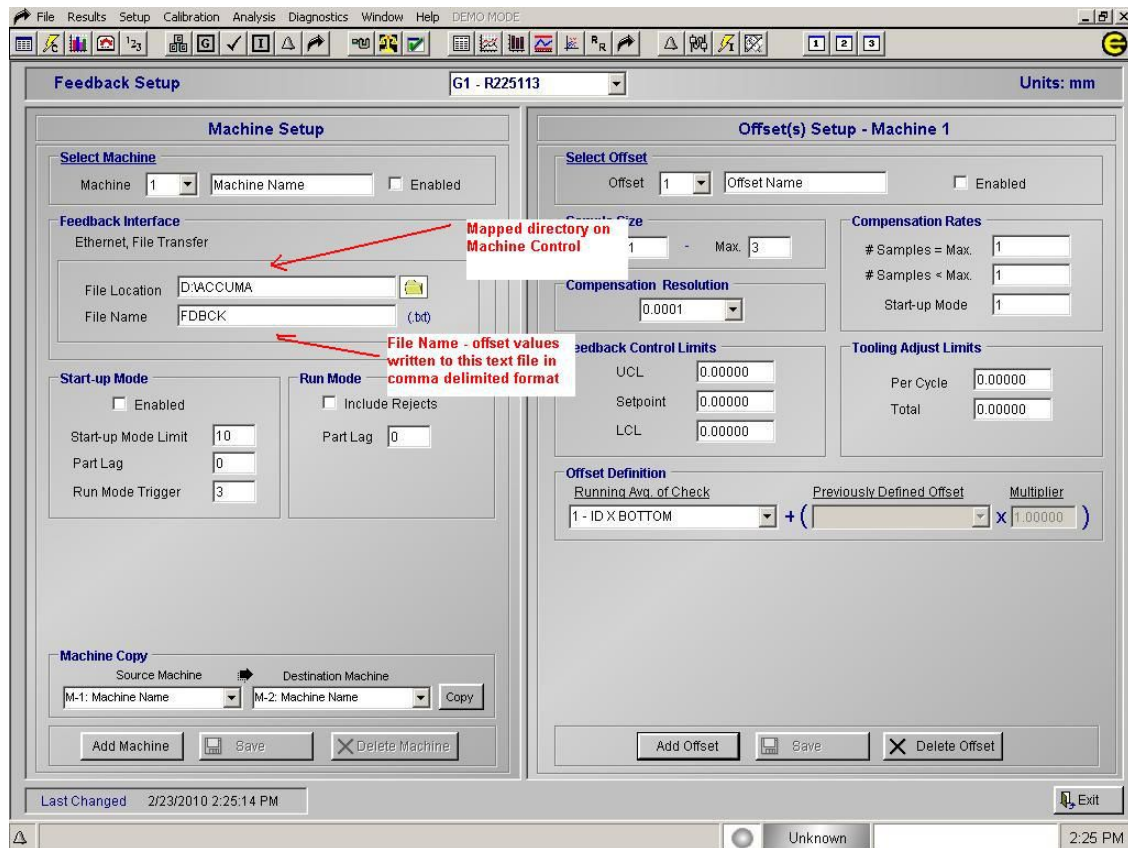 File Results Setup Calibration Analysis Diagnostics Window Help DEMO MODE
1 2 3
Feedback Setup G1 - R225113 Units: mm
Machine Setup
Select Machine
Machine 1 Machine Name Enabled
Feedback Interface
Ethernet, File Transfer
Mapped directory on
Machine Control
File Location D:\ACCUMA
File Name FDBCK (.txt)
File Name - offset values
written to this text file in
comma delimited format
Start-up Mode
Enabled
Start-up Mode Limit 10
Part Lag 0
Run Mode Trigger 3
Run Mode
Include Rejects
Part Lag 0
Machine Copy
Source Machine Destination Machine
M-1: Machine Name M-2: Machine Name Copy
Add Machine Save Delete Machine
Offset(s) Setup - Machine 1
Select Offset
Offset 1 Offset Name Enabled
Size
1 - Max. 3
Compensation Resolution
0.0001
Compensation Rates
# Samples = Max. 1
# Samples < Max. 1
Start-up Mode 1
Feedback Control Limits
UCL 0.00000
Setpoint 0.00000
LCL 0.00000
Tooling Adjust Limits
Per Cycle 0.00000
Total 0.00000
Offset Definition
Running Avg. of Check Previously Defined Offset Multiplier
1 - ID X BOTTOM + ( X 1.00000 )
Add Offset Save Delete Offset
Last Changed 2/23/2010 2:25:14 PM Exit
Unknown 2:25 PM